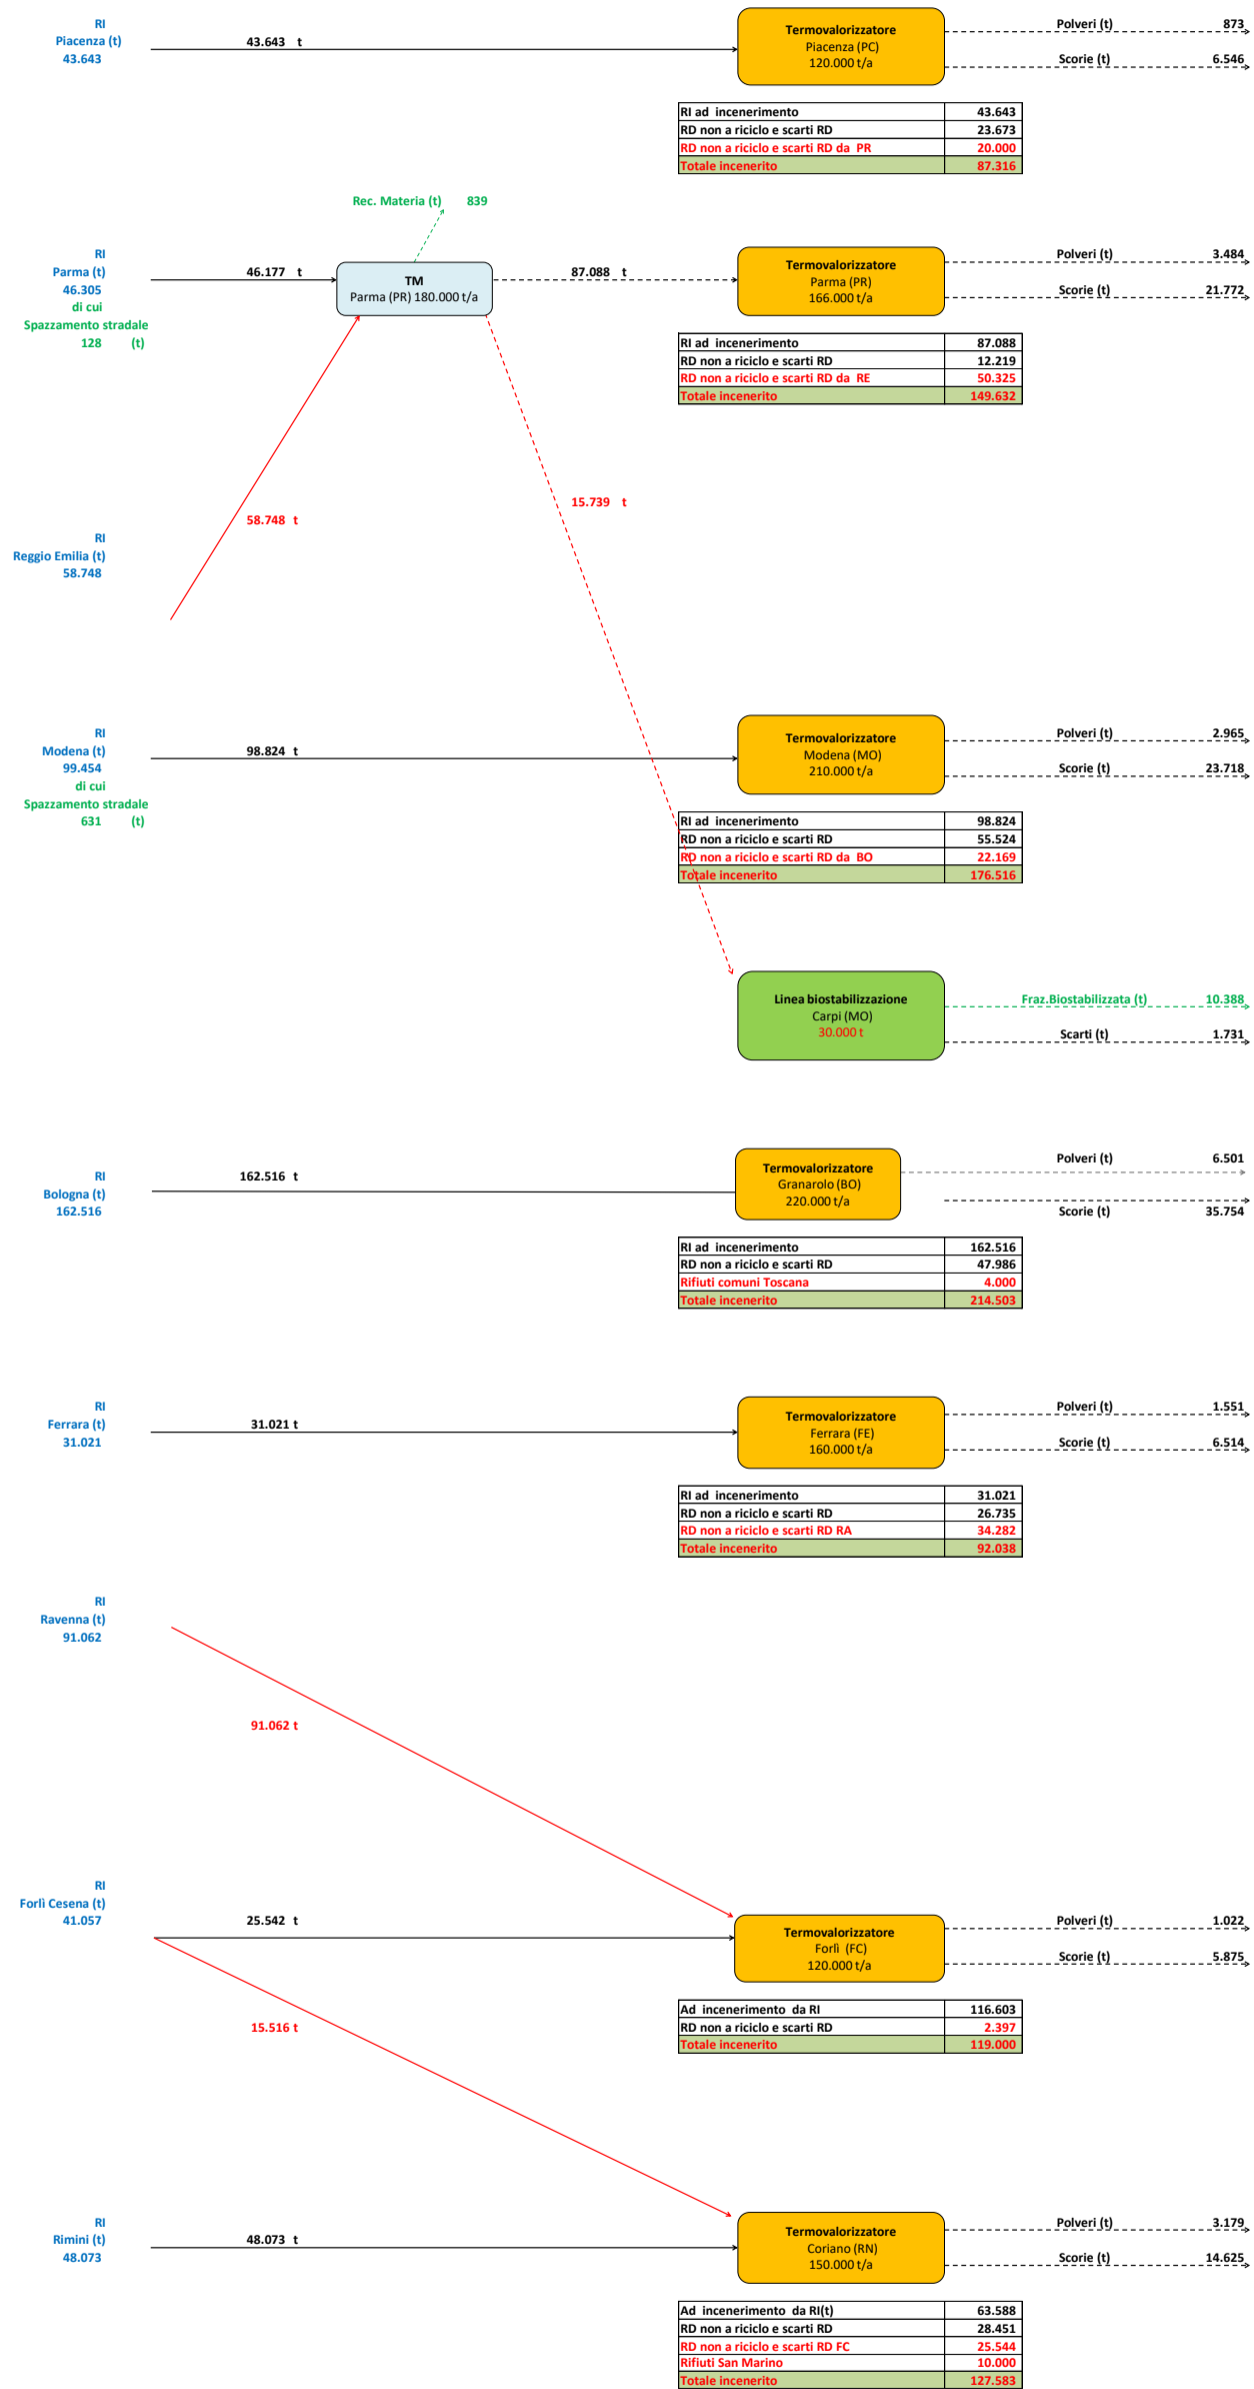 RI
Piacenza (t)
43.643
43.643 t
Termovalorizzatore
Piacenza (PC)
120.000 t/a
Polveri (t) 873
Scorie (t) 6.546
RI ad incenerimento 43.643
RD non a riciclo e scarti RD 23.673
RD non a riciclo e scarti RD da PR 20.000
Totale incenerito 87.316
Rec. Materia (t) 839
RI
Parma (t)
46.305
di cui
Spazzamento stradale
128 (t)
46.177 t
TM
Parma (PR) 180.000 t/a
87.088 t
Termovalorizzatore
Parma (PR)
166.000 t/a
Polveri (t) 3.484
Scorie (t) 21.772
RI ad incenerimento 87.088
RD non a riciclo e scarti RD 12.219
RD non a riciclo e scarti RD da RE 50.325
Totale incenerito 149.632
15.739 t
58.748 t
RI
Reggio Emilia (t)
58.748
RI
Modena (t)
99.454
di cui
Spazzamento stradale
631 (t)
98.824 t
Termovalorizzatore
Modena (MO)
210.000 t/a
Polveri (t) 2.965
Scorie (t) 23.718
RI ad incenerimento 98.824
RD non a riciclo e scarti RD 55.524
RD non a riciclo e scarti RD da BO 22.169
Totale incenerito 176.516
Linea biostabilizzazione
Carpi (MO)
30.000 t
Fraz.Biostabilizzata (t) 10.388
Scarti (t) 1.731
RI
Bologna (t)
162.516
162.516 t
Termovalorizzatore
Granarolo (BO)
220.000 t/a
Polveri (t) 6.501
Scorie (t) 35.754
RI ad incenerimento 162.516
RD non a riciclo e scarti RD 47.986
Rifiuti comuni Toscana 4.000
Totale incenerito 214.503
RI
Ferrara (t)
31.021
31.021 t
Termovalorizzatore
Ferrara (FE)
160.000 t/a
Polveri (t) 1.551
Scorie (t) 6.514
RI ad incenerimento 31.021
RD non a riciclo e scarti RD 26.735
RD non a riciclo e scarti RD RA 34.282
Totale incenerito 92.038
RI
Ravenna (t)
91.062
91.062 t
RI
Forlì Cesena (t)
41.057
25.542 t
Termovalorizzatore
Forlì (FC)
120.000 t/a
Polveri (t) 1.022
Scorie (t) 5.875
Ad incenerimento da RI 116.603
RD non a riciclo e scarti RD 2.397
Totale incenerito 119.000
15.516 t
RI
Rimini (t)
48.073
48.073 t
Termovalorizzatore
Coriano (RN)
150.000 t/a
Polveri (t) 3.179
Scorie (t) 14.625
Ad incenerimento da RI(t) 63.588
RD non a riciclo e scarti RD 28.451
RD non a riciclo e scarti RD FC 25.544
Rifiuti San Marino 10.000
Totale incenerito 127.583